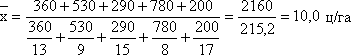 x̅ = (360 + 530 + 290 + 780 + 200) / (360/13 + 530/9 + 290/15 + 780/8 + 200/17) = 2160 / 215,2 = 10,0 ц/га